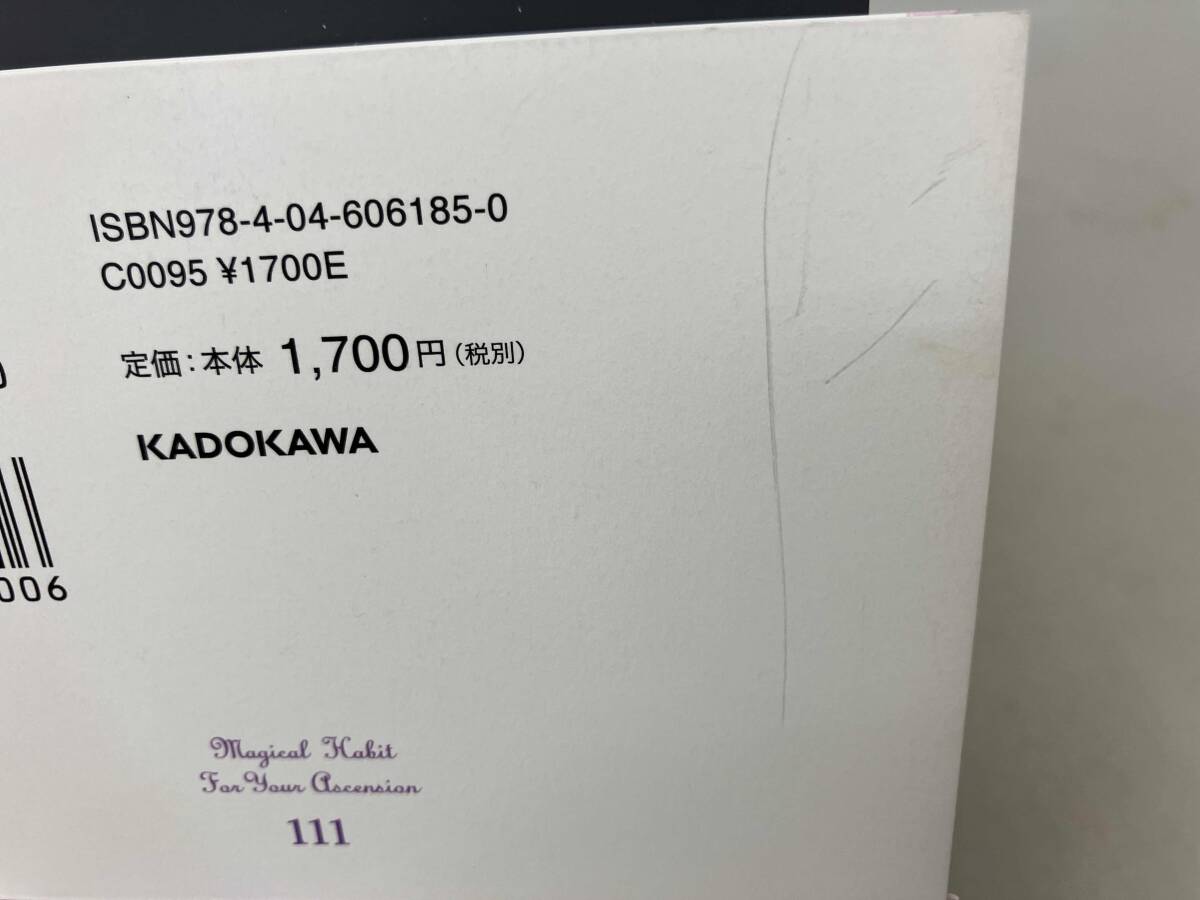 ISBN978-4-04-606185-0
C0095 ¥1700E
定価：本体 1,700円（税別）
KADOKAWA
006
Magical Habit
For Your Ascension
111